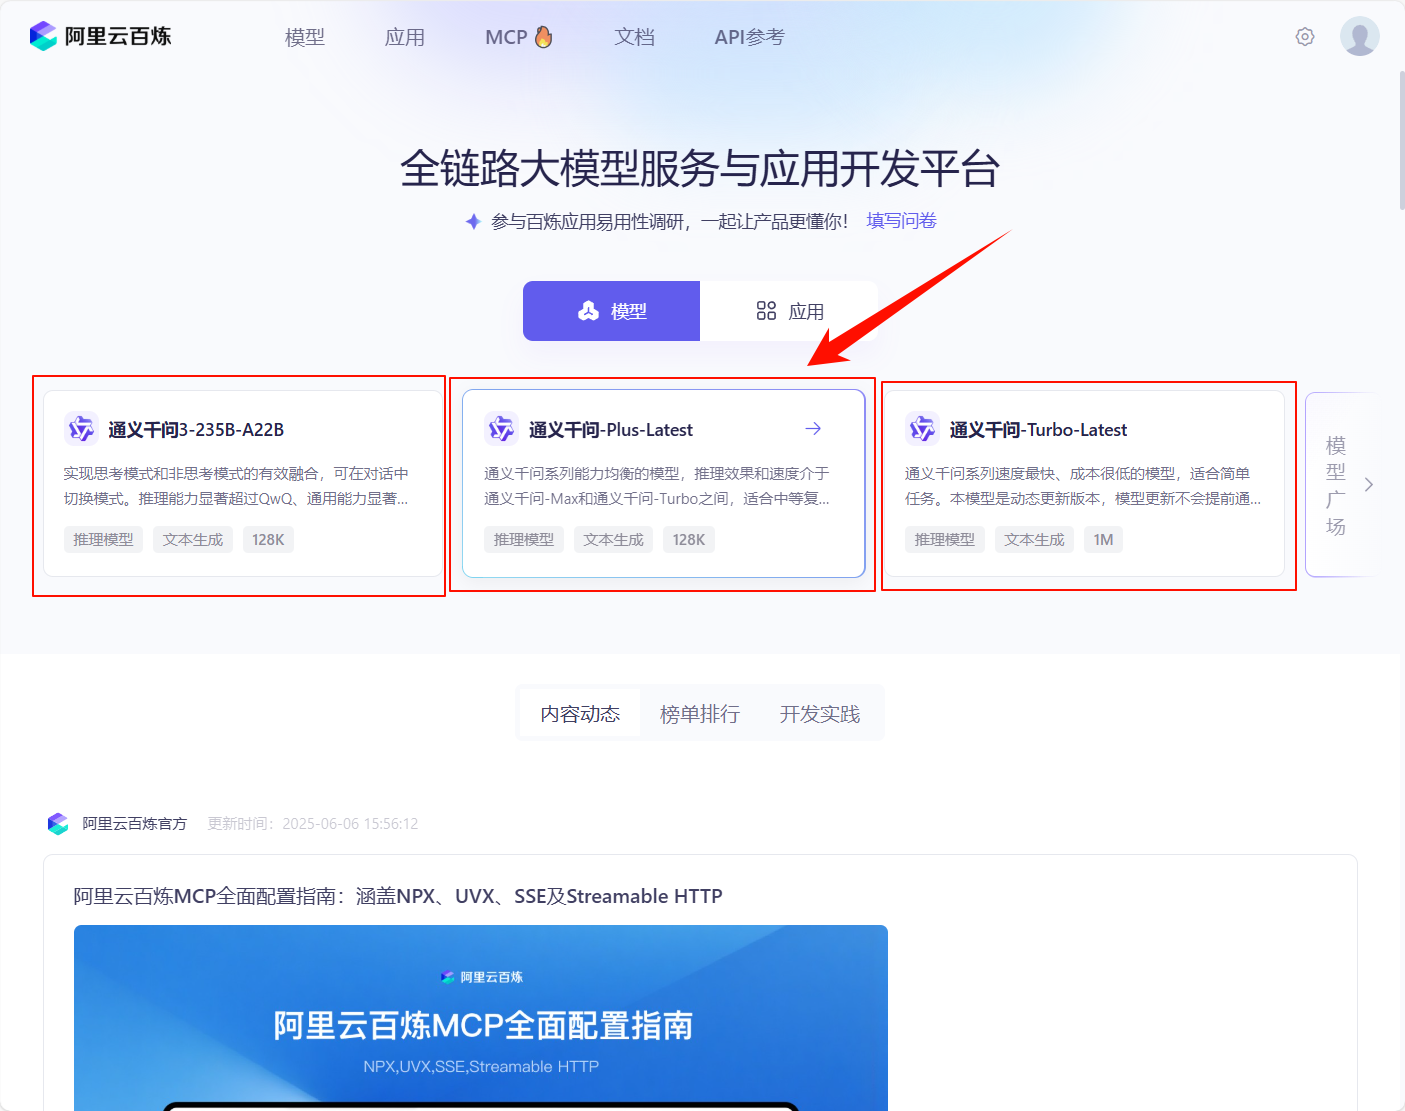 阿里云百炼
模型
应用
MCP
文档
API参考
全链路大模型服务与应用开发平台
参与百炼应用易用性调研，一起让产品更懂你！ 填写问卷
模型
应用
通义千问3-235B-A22B
实现思考模式和非思考模式的有效融合，可在对话中
切换模式。推理能力显著超过QwQ、通用能力显著...
推理模型 文本生成 128K
通义千问-Plus-Latest
通义千问系列能力均衡的模型，推理效果和速度介于
通义千问-Max和通义千问-Turbo之间，适合中等复...
推理模型 文本生成 128K
通义千问-Turbo-Latest
通义千问系列速度最快、成本很低的模型，适合简单
任务。本模型是动态更新版本，模型更新不会提前通...
推理模型 文本生成 1M
模型广场
内容动态 榜单排行 开发实践
阿里云百炼官方 更新时间：2025-06-06 15:56:12
阿里云百炼MCP全面配置指南：涵盖NPX、UVX、SSE及Streamable HTTP
阿里云百炼
阿里云百炼MCP全面配置指南
NPX,UVX,SSE,Streamable HTTP